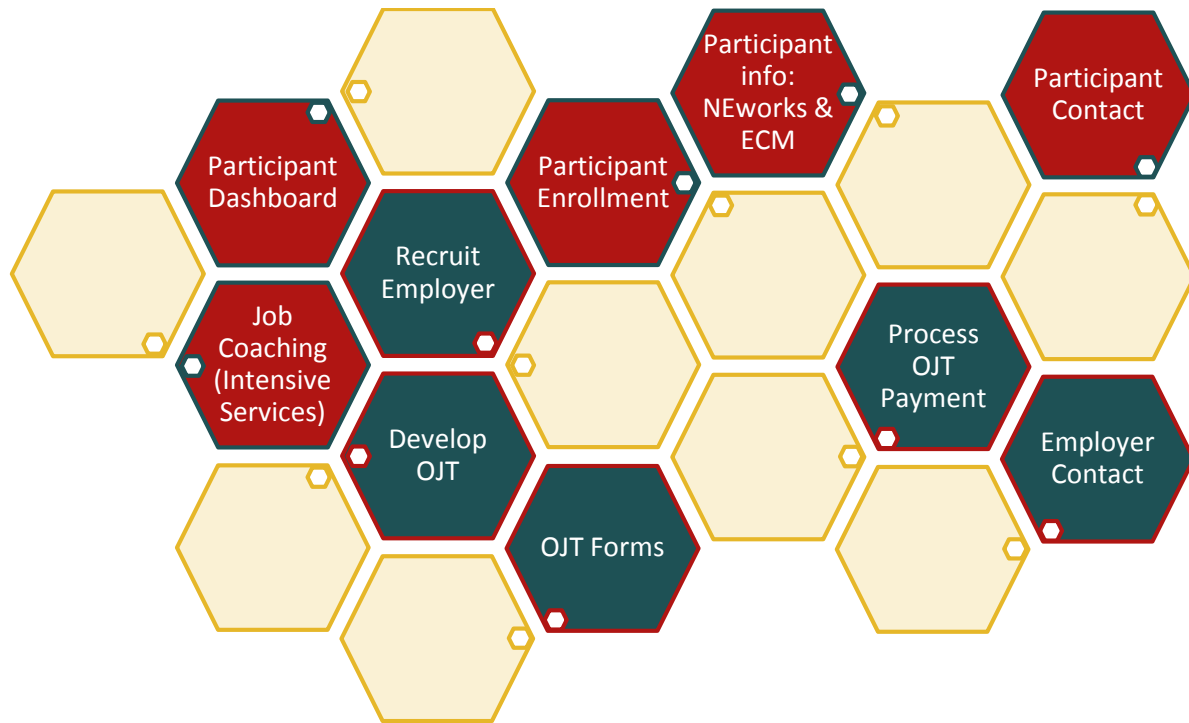 Participant
info:
NEworks &
ECM
Participant
Contact
Participant
Dashboard
Participant
Enrollment
Recruit
Employer
Job
Coaching
(Intensive
Services)
Process
OJT
Payment
Develop
OJT
Employer
Contact
OJT Forms